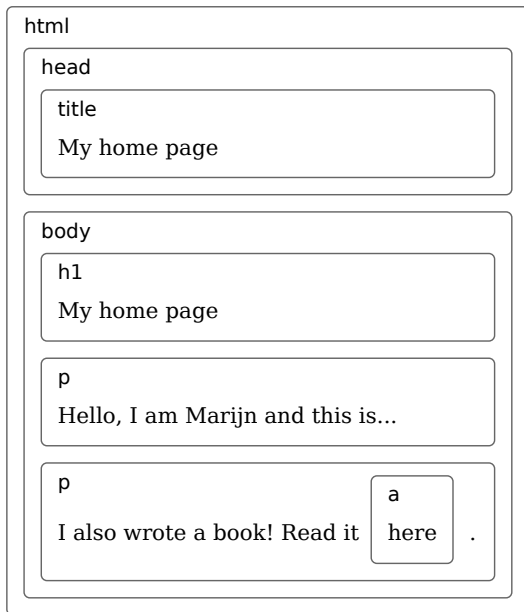 html
head
title
My home page
body
h1
My home page
p
Hello, I am Marijn and this is...
p
a
I also wrote a book! Read it here .